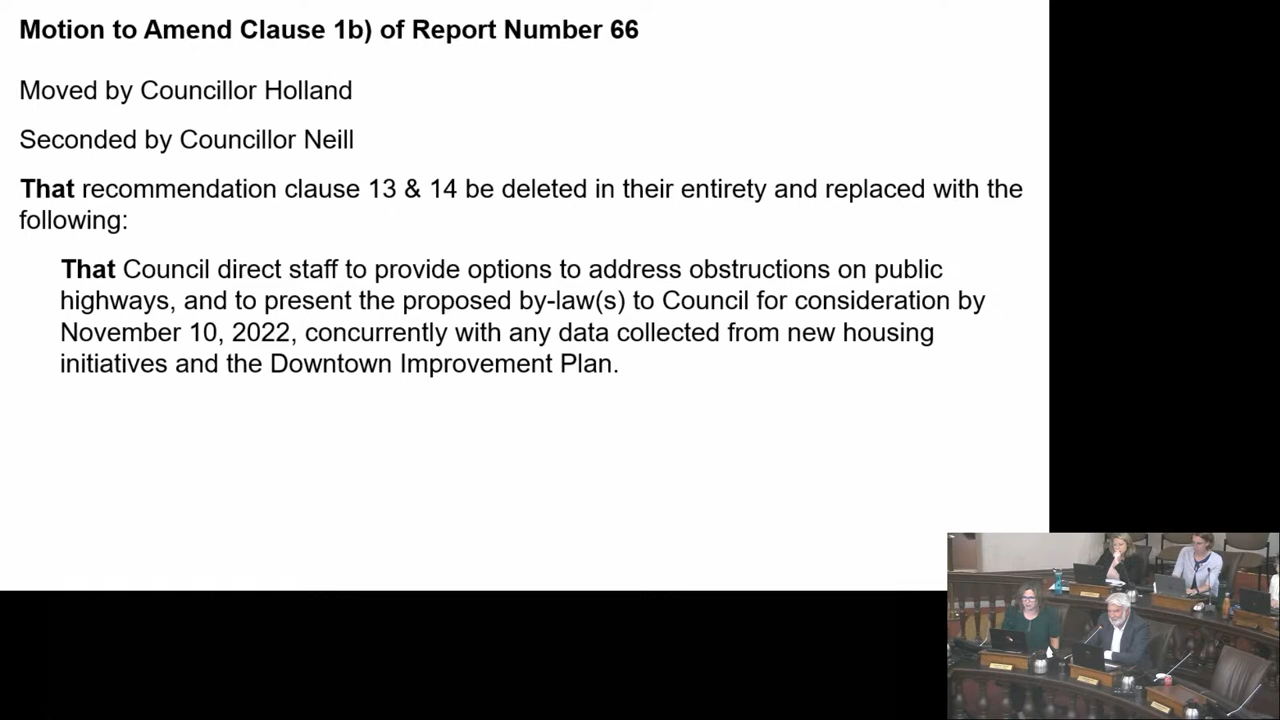 Motion to Amend Clause 1b) of Report Number 66
Moved by Councillor Holland
Seconded by Councillor Neill
That recommendation clause 13 & 14 be deleted in their entirety and replaced with the
following:
That Council direct staff to provide options to address obstructions on public
highways, and to present the proposed by-law(s) to Council for consideration by
November 10, 2022, concurrently with any data collected from new housing
initiatives and the Downtown Improvement Plan.